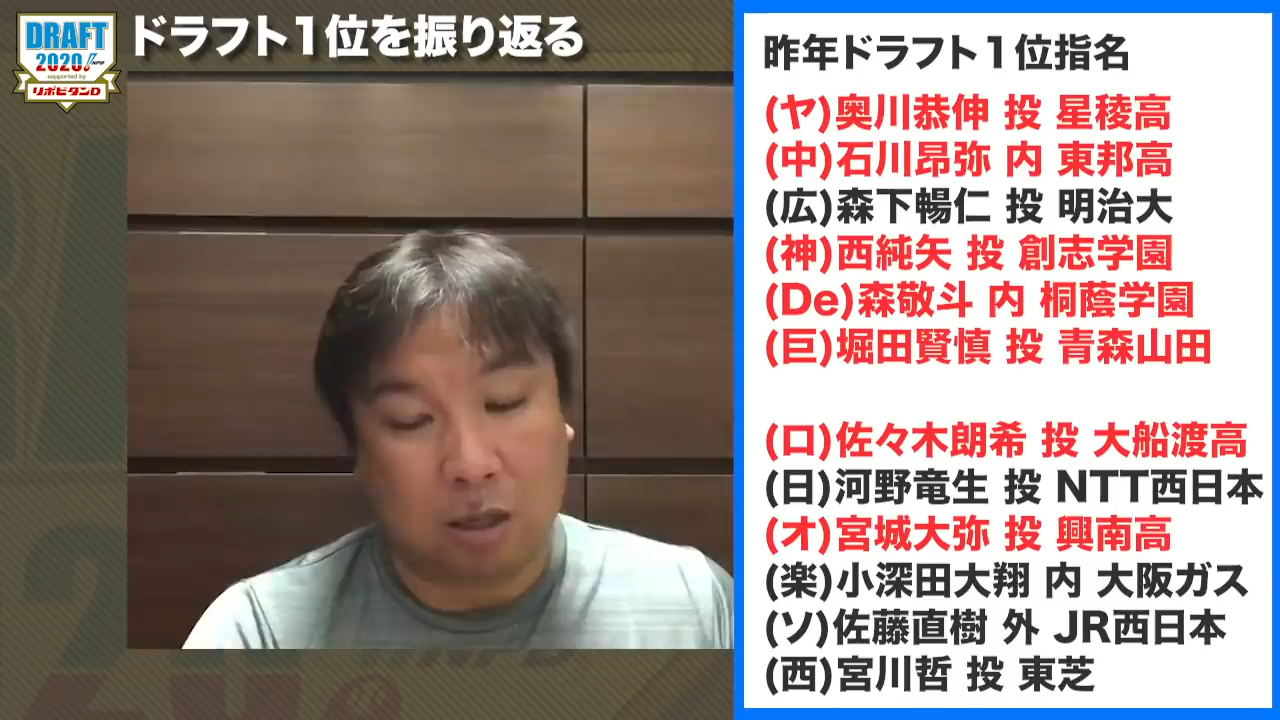 DRAFT
2020
NPB
supported by
リポビタンD
ドラフト1位を振り返る
昨年ドラフト1位指名
(ヤ)奥川恭伸 投 星稜高
(中)石川昂弥 内 東邦高
(広)森下暢仁 投 明治大
(神)西純矢 投 創志学園
(De)森敬斗 内 桐蔭学園
(巨)堀田賢慎 投 青森山田
(ロ)佐々木朗希 投 大船渡高
(日)河野竜生 投 NTT西日本
(オ)宮城大弥 投 興南高
(楽)小深田大翔 内 大阪ガス
(ソ)佐藤直樹 外 JR西日本
(西)宮川哲 投 東芝